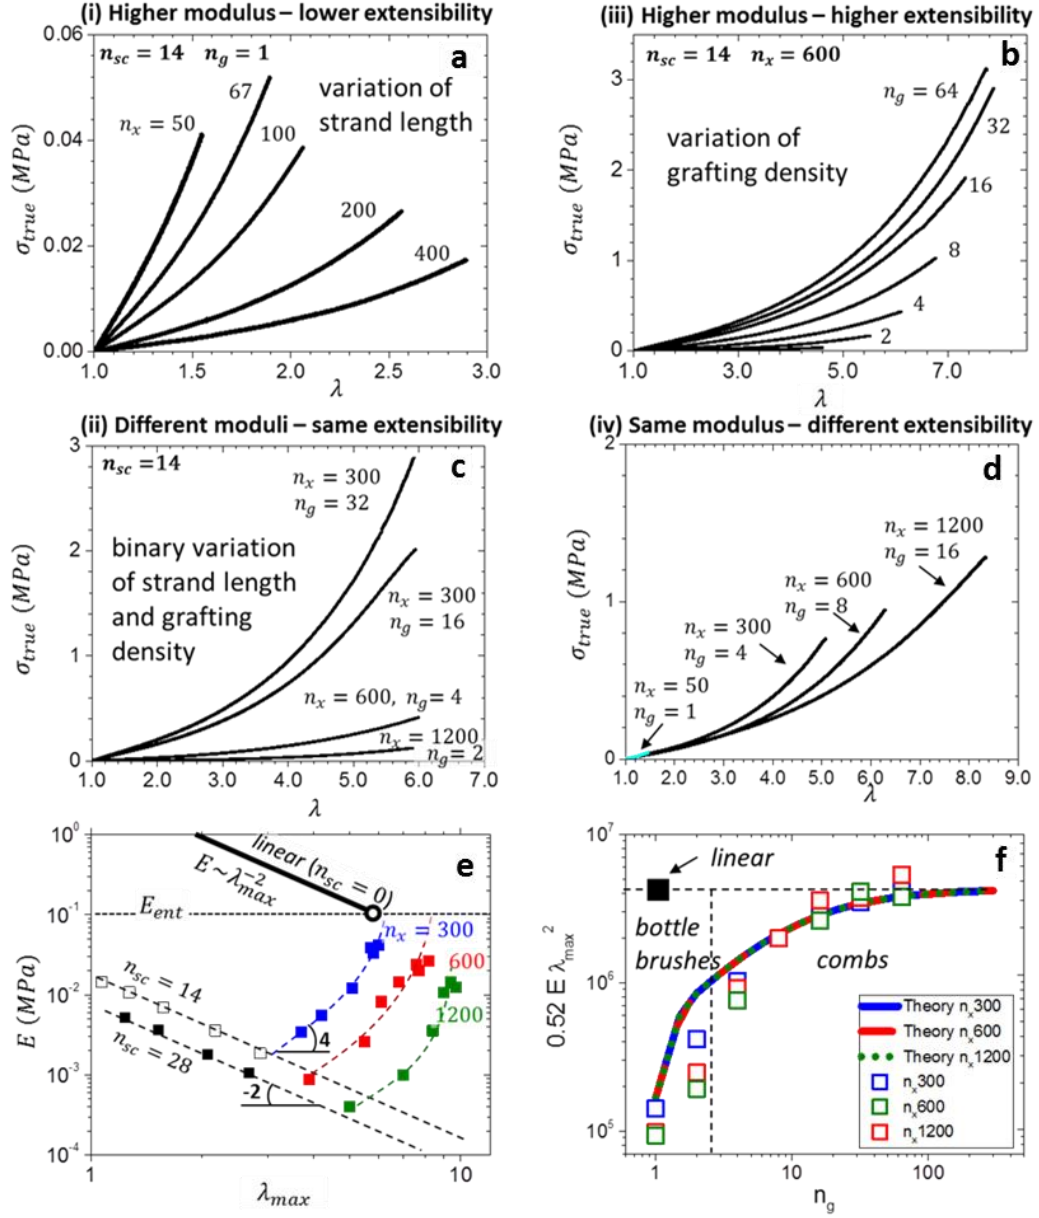 (i) Higher modulus – lower extensibility
0.06
n_sc = 14 n_g = 1
a
67
variation of
strand length
n_x = 50
100
0.04
σ_true (MPa)
200
0.02
400
0.00
1.0 1.5 2.0 2.5 3.0
λ
(iii) Higher modulus – higher extensibility
n_sc = 14 n_x = 600
b
3
n_g = 64
32
variation of
grafting density
2
16
σ_true (MPa)
8
1
4
2
0
1.0 3.0 5.0 7.0
λ
(ii) Different moduli – same extensibility
3
n_sc =14
c
n_x = 300
n_g = 32
binary variation
of strand length
and grafting
density
2
n_x = 300
n_g = 16
σ_true (MPa)
1
n_x = 600, n_g= 4
n_x = 1200
n_g = 2
0
1.0 2.0 3.0 4.0 5.0 6.0 7.0
λ
(iv) Same modulus – different extensibility
2
d
n_x = 1200
n_g = 16
n_x = 600
n_g = 8
n_x = 300
n_g = 4
n_x = 50
n_g = 1
σ_true (MPa)
1
0
1.0 2.0 3.0 4.0 5.0 6.0 7.0 8.0 9.0
λ
10^0
linear (n_sc = 0)
e
E~λ_max^-2
10^-1
E_ent
n_x = 300
600
1200
n_sc = 14
n_sc = 28
10^-2
E (MPa)
4
10^-3
-2
10^-4
1 10
λ_max
10^7
linear
f
bottle
brushes
combs
10^6
0.52 E λ_max^2
Theory n_x300
Theory n_x600
Theory n_x1200
n_x300
n_x600
n_x1200
10^5
1 10 100
n_g